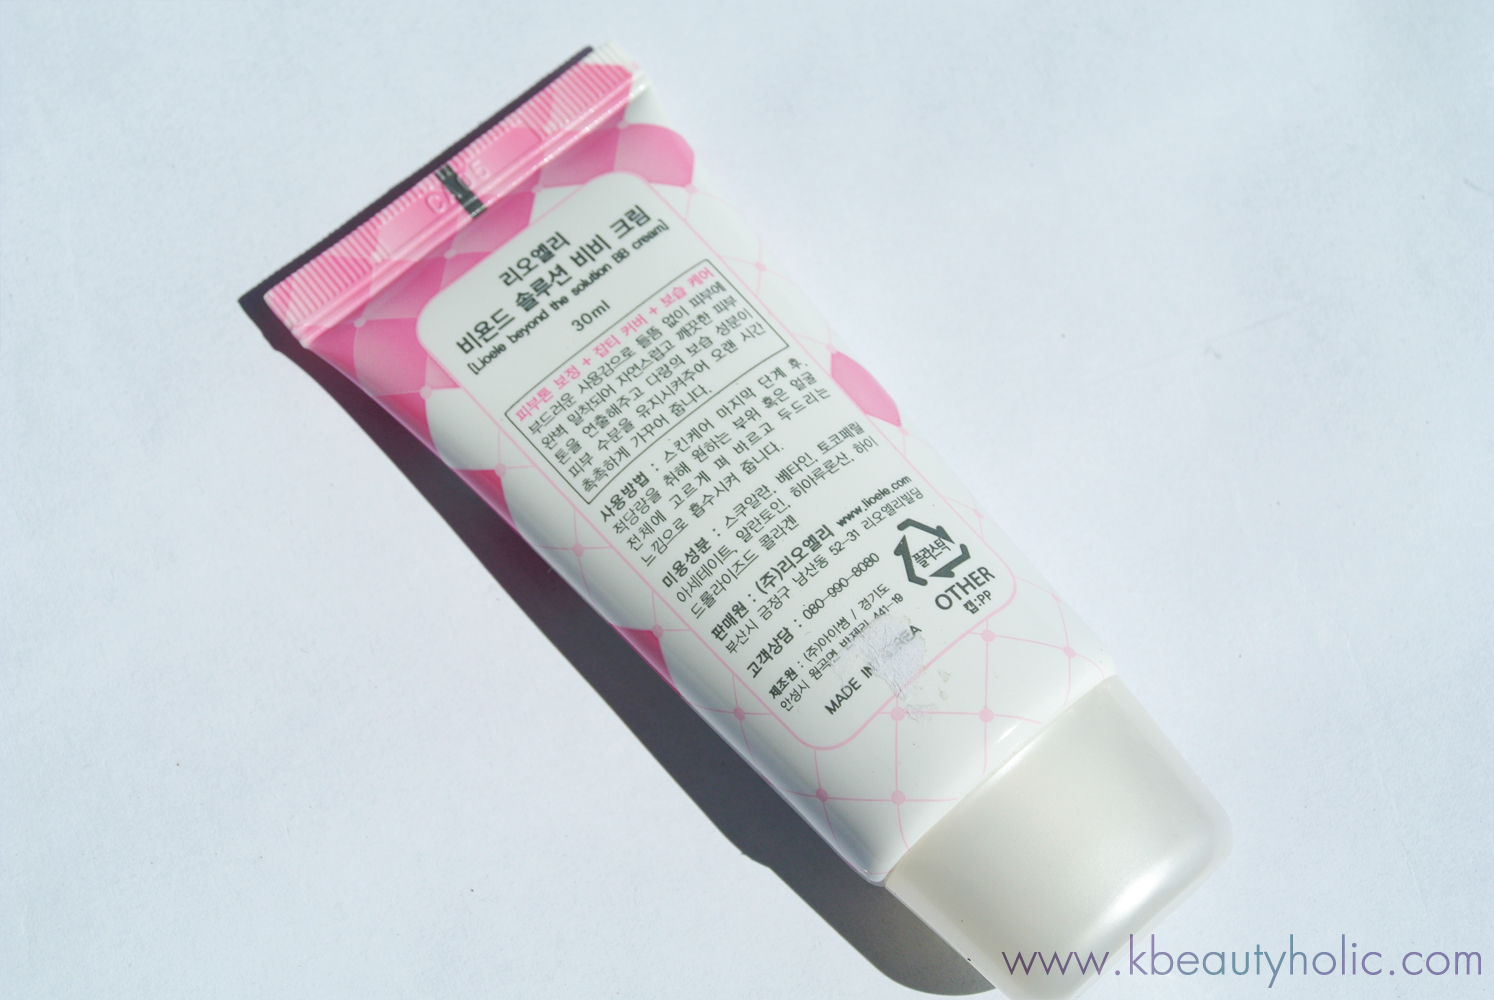 리오엘리
비욘드 솔루션 비비 크림
[Lioele beyond the solution BB cream]
30ml
피부톤 보정 + 잡티 커버 + 보습 케어
부드러운 사용감으로 들뜸 없이 피부에
완벽 밀착되어 자연스럽고 깨끗한 피부
톤을 연출해주고 다량의 보습 성분이
피부 수분을 유지시켜주어 오랜 시간
촉촉하게 가꾸어 줍니다.
사용방법 : 스킨케어 마지막 단계 후,
적당량을 취해 원하는 부위 혹은 얼굴
전체에 고르게 펴 바르고 두드리는
느낌으로 흡수시켜 줍니다.
미용성분 : 스쿠알란, 베타인, 토코페릴
아세테이트, 알란토인, 히아루론산, 하이
드롤라이즈드 콜라겐
판매원 : (주)리오엘리 www.lioele.com
부산시 금정구 남산동 52-31 리오엘리빌딩
고객상담 : 080-990-8080
제조원 : (주)아이썸 / 경기도
안성시 원곡면 반제리 441-19
MADE IN KOREA
플라스틱
OTHER
캡:PP
www.kbeautyholic.com